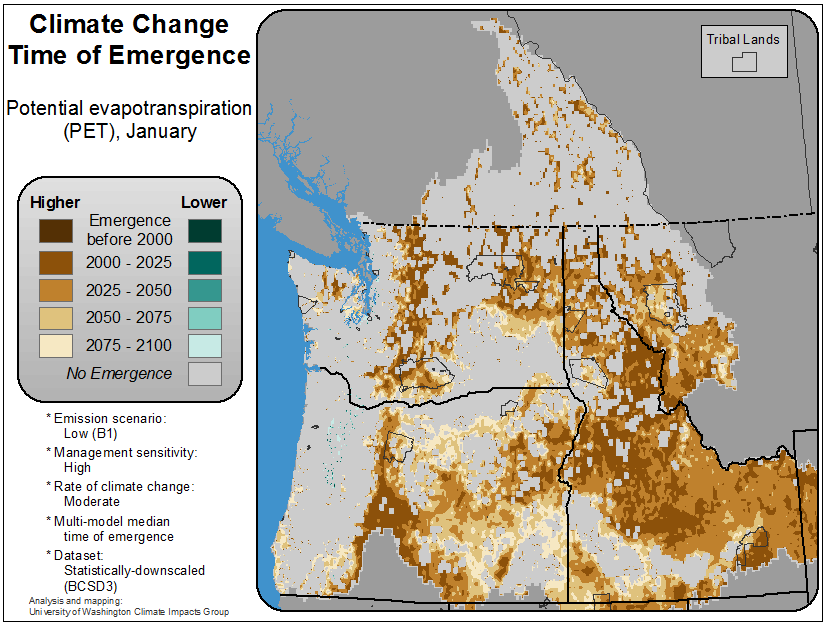 Climate Change
Time of Emergence
Potential evapotranspiration
(PET), January
Higher
Lower
Emergence
before 2000
2000 - 2025
2025 - 2050
2050 - 2075
2075 - 2100
No Emergence
* Emission scenario:
Low (B1)
* Management sensitivity:
High
* Rate of climate change:
Moderate
* Multi-model median
time of emergence
* Dataset:
Statistically-downscaled
(BCSD3)
Analysis and mapping:
University of Washington Climate Impacts Group
Tribal Lands